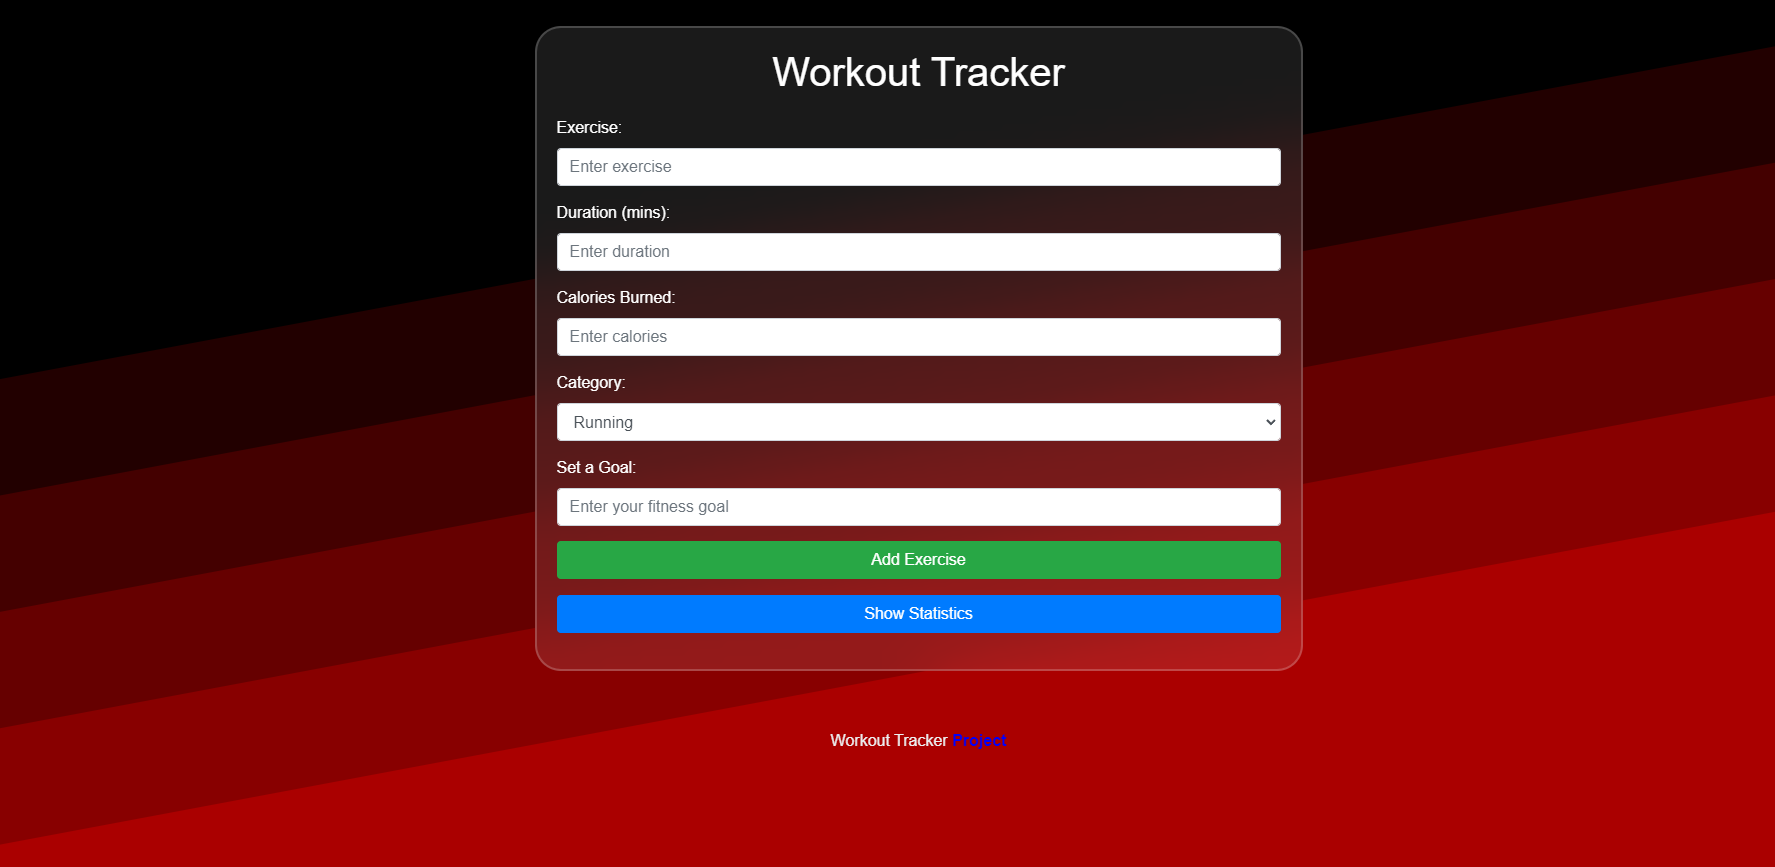 Workout Tracker
Exercise:
Enter exercise
Duration (mins):
Enter duration
Calories Burned:
Enter calories
Category:
Running
Set a Goal:
Enter your fitness goal
Add Exercise
Show Statistics
Workout Tracker Project